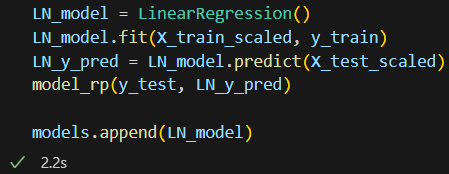 LN_model = LinearRegression()
LN_model.fit(X_train_scaled, y_train)
LN_y_pred = LN_model.predict(X_test_scaled)
model_rp(y_test, LN_y_pred)
models.append(LN_model)
2.2s